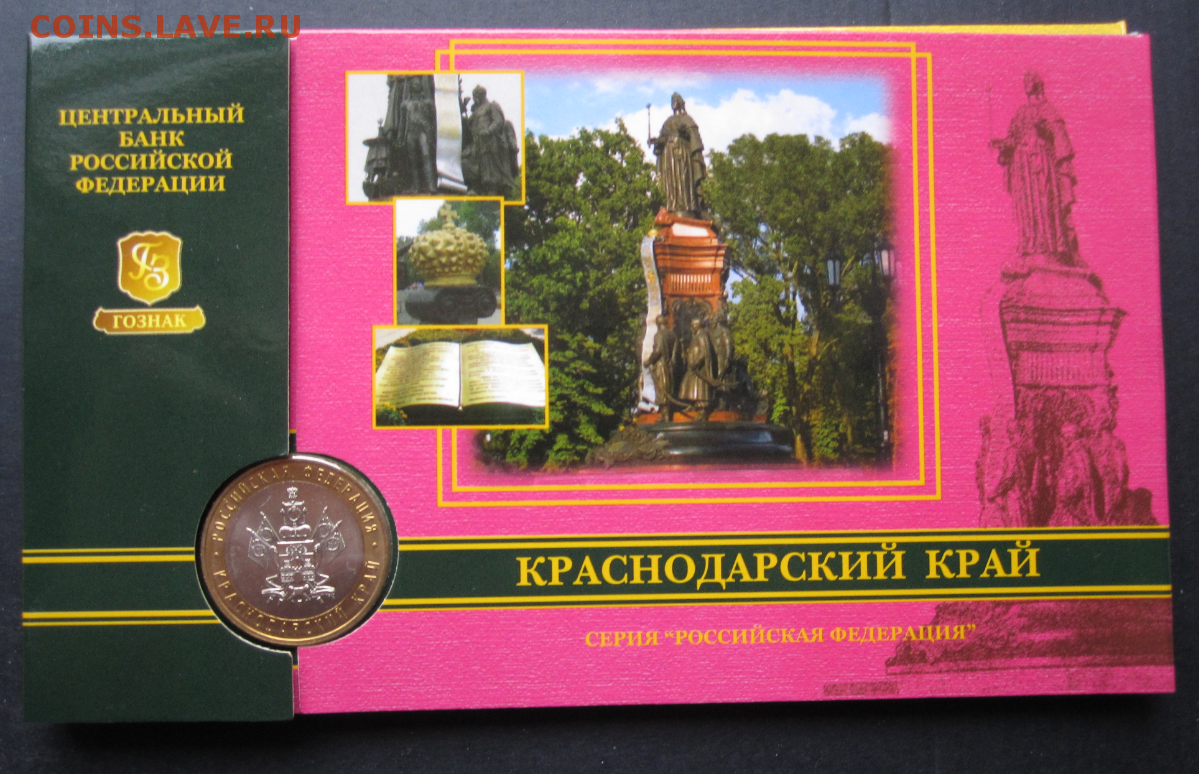 COINS.LAVE.RU
ЦЕНТРАЛЬНЫЙ
БАНК
РОССИЙСКОЙ
ФЕДЕРАЦИИ
ГОЗНАК
РОССИЙСКАЯ ФЕДЕРАЦИЯ
КРАСНОДАРСКИЙ КРАЙ
КРАСНОДАРСКИЙ КРАЙ
СЕРИЯ "РОССИЙСКАЯ ФЕДЕРАЦИЯ"